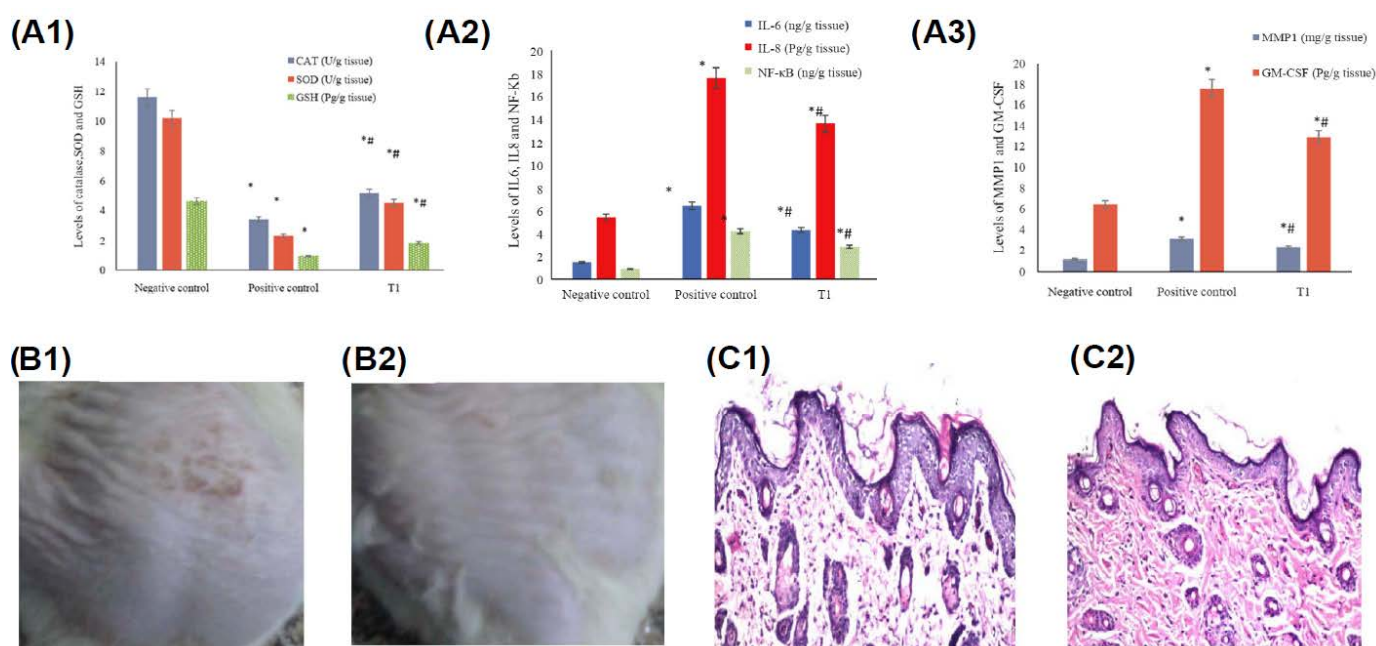 (A1)
CAT (U/g tissue)
SOD (U/g tissue)
GSH (Pg/g tissue)
Levels of catalase,SOD and GSH
14
12
10
8
6
4
2
0
*
*
*
*#
*#
*#
Negative control
Positive control
T1
(A2)
IL-6 (ng/g tissue)
IL-8 (Pg/g tissue)
NF-κB (ng/g tissue)
Levels of IL6, IL8 and NF-Kb
20
18
16
14
12
10
8
6
4
2
0
*
*
*
*#
*#
*#
Negative control
Positive control
T1
(A3)
MMP1 (mg/g tissue)
GM-CSF (Pg/g tissue)
Levels of MMP1 and GM-CSF
20
18
16
14
12
10
8
6
4
2
0
*
*
*#
*#
Negative control
Positive control
T1
(B1)
(B2)
(C1)
(C2)